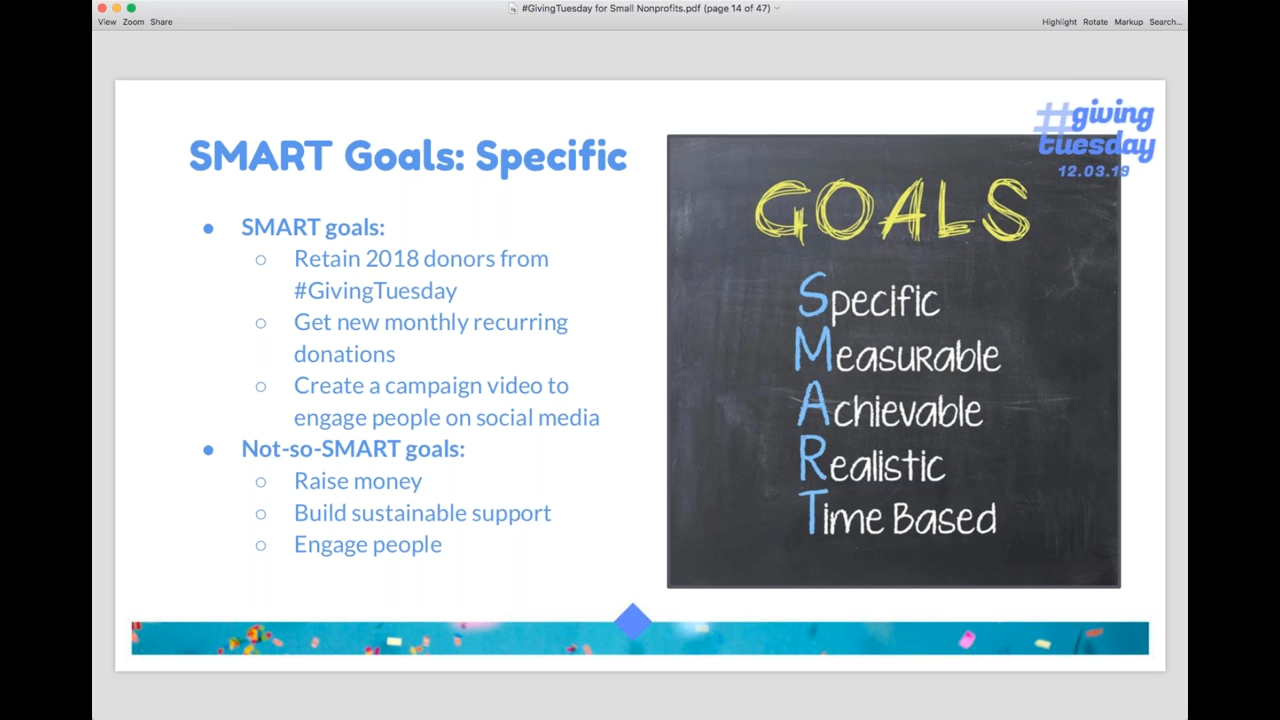 #GivingTuesday for Small Nonprofits.pdf (page 14 of 47)
View Zoom Share
Highlight Rotate Markup Search...
#giving
tuesday
12.03.19
SMART Goals: Specific
● SMART goals:
○ Retain 2018 donors from
#GivingTuesday
○ Get new monthly recurring
donations
○ Create a campaign video to
engage people on social media
● Not-so-SMART goals:
○ Raise money
○ Build sustainable support
○ Engage people
GOALS
Specific
Measurable
Achievable
Realistic
Time Based